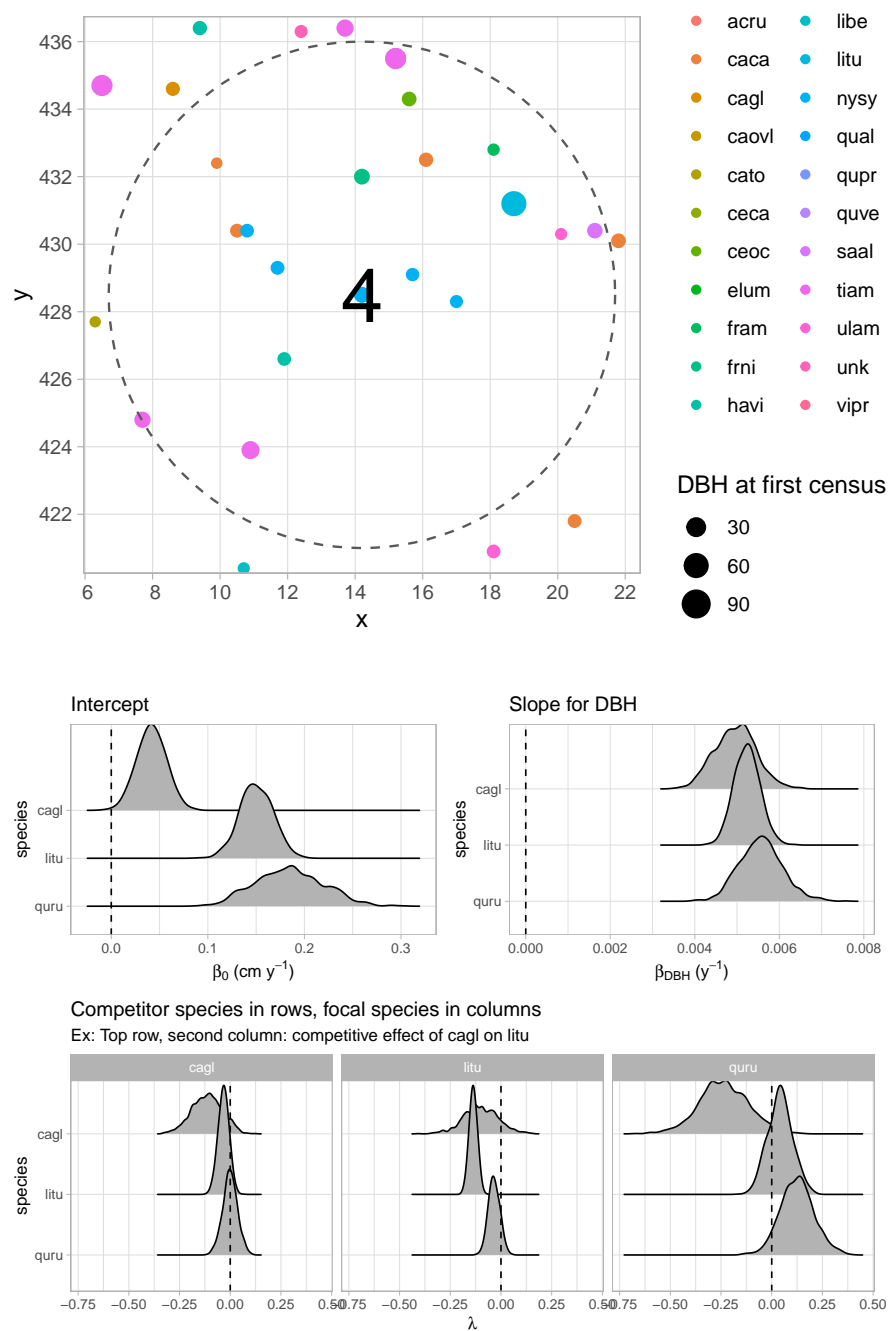 436
434
432
430
428
426
424
422
y
4
6 8 10 12 14 16 18 20 22
x
acru libe
caca litu
cagl nysy
caovl qual
cato qupr
ceca quve
ceoc saal
elum tiam
fram ulam
frni unk
havi vipr
DBH at first census
30
60
90
Intercept
cagl
litu
quru
species
0.0 0.1 0.2 0.3
β0 (cm y−1)
Slope for DBH
cagl
litu
quru
species
0.000 0.002 0.004 0.006 0.008
βDBH (y−1)
Competitor species in rows, focal species in columns
Ex: Top row, second column: competitive effect of cagl on litu
cagl litu quru
cagl
litu
quru
species
−0.75 −0.50 −0.25 0.00 0.25 0.50
−0.50 −0.25 0.00 0.25
0.75 −0.50 −0.25 0.00 0.25 0.50
λ